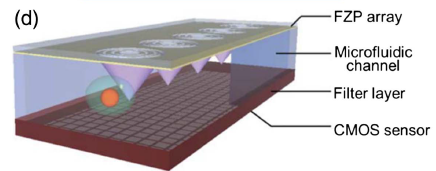 (d)
FZP array
Microfluidic
channel
Filter layer
CMOS sensor